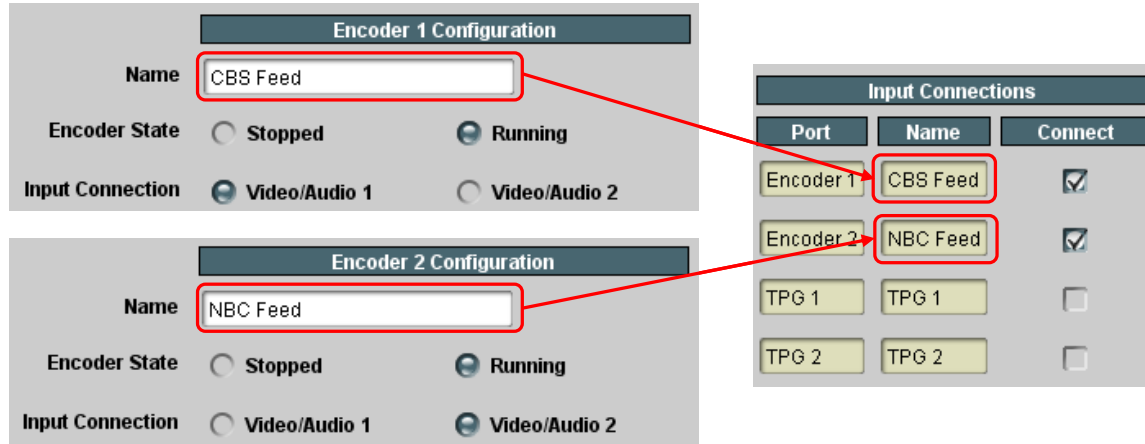 Encoder 1 Configuration
Name CBS Feed
Encoder State Stopped Running
Input Connection Video/Audio 1 Video/Audio 2
Encoder 2 Configuration
Name NBC Feed
Encoder State Stopped Running
Input Connection Video/Audio 1 Video/Audio 2
Input Connections
Port Name Connect
Encoder 1 CBS Feed
Encoder 2 NBC Feed
TPG 1 TPG 1
TPG 2 TPG 2